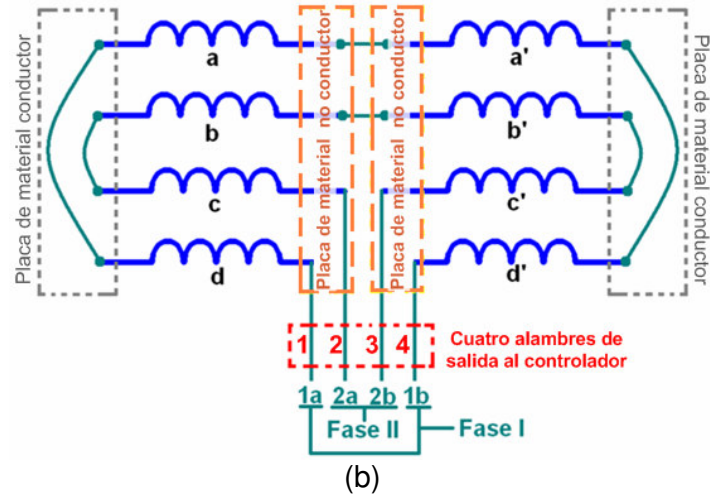 Placa de material conductor
a
b
c
d
Placa de material no conductor
Placa de material no conductor
a'
b'
c'
d'
Placa de material conductor
1 2 3 4
Cuatro alambres de
salida al controlador
1a 2a 2b 1b
Fase II
Fase I
(b)